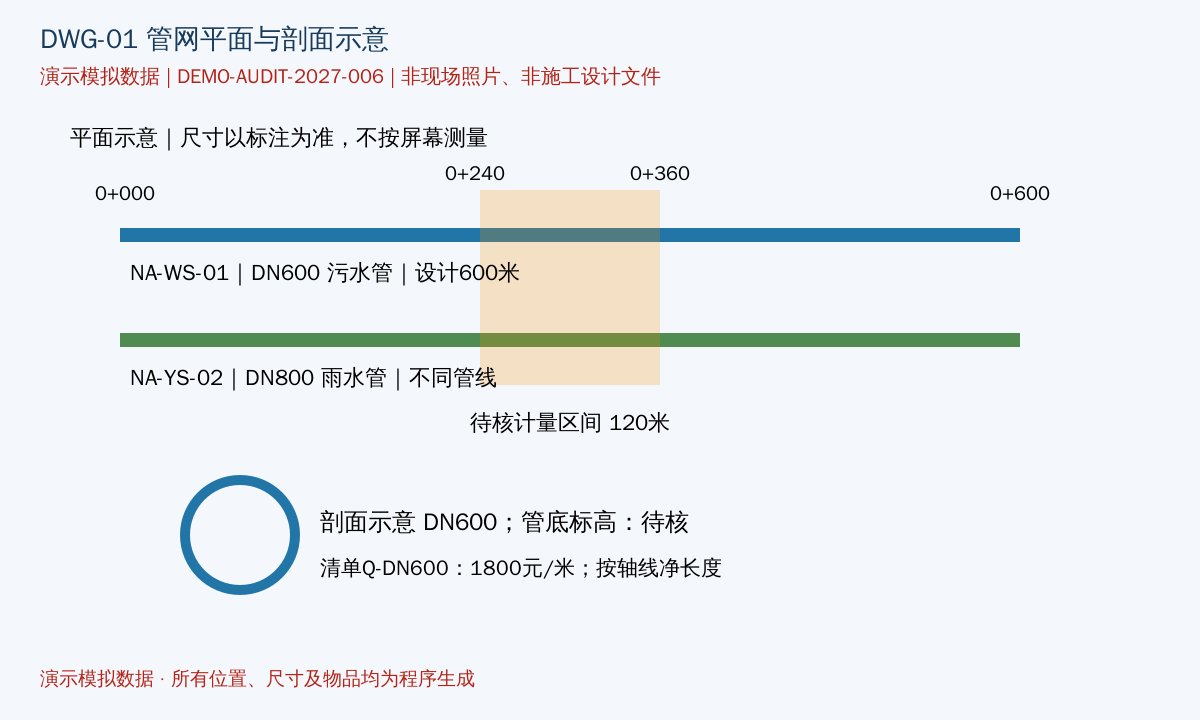 DWG-01 管网平面与剖面示意
演示模拟数据｜DEMO-AUDIT-2027-006｜非现场照片、非施工设计文件
平面示意｜尺寸以标注为准，不按屏幕测量
0+240
0+360
0+000
0+600
NA-WS-01｜DN600 污水管｜设计600米
NA-YS-02｜DN800 雨水管｜不同管线
待核计量区间 120米
剖面示意 DN600；管底标高：待核
清单Q-DN600：1800元/米；按轴线净长度
演示模拟数据 · 所有位置、尺寸及物品均为程序生成